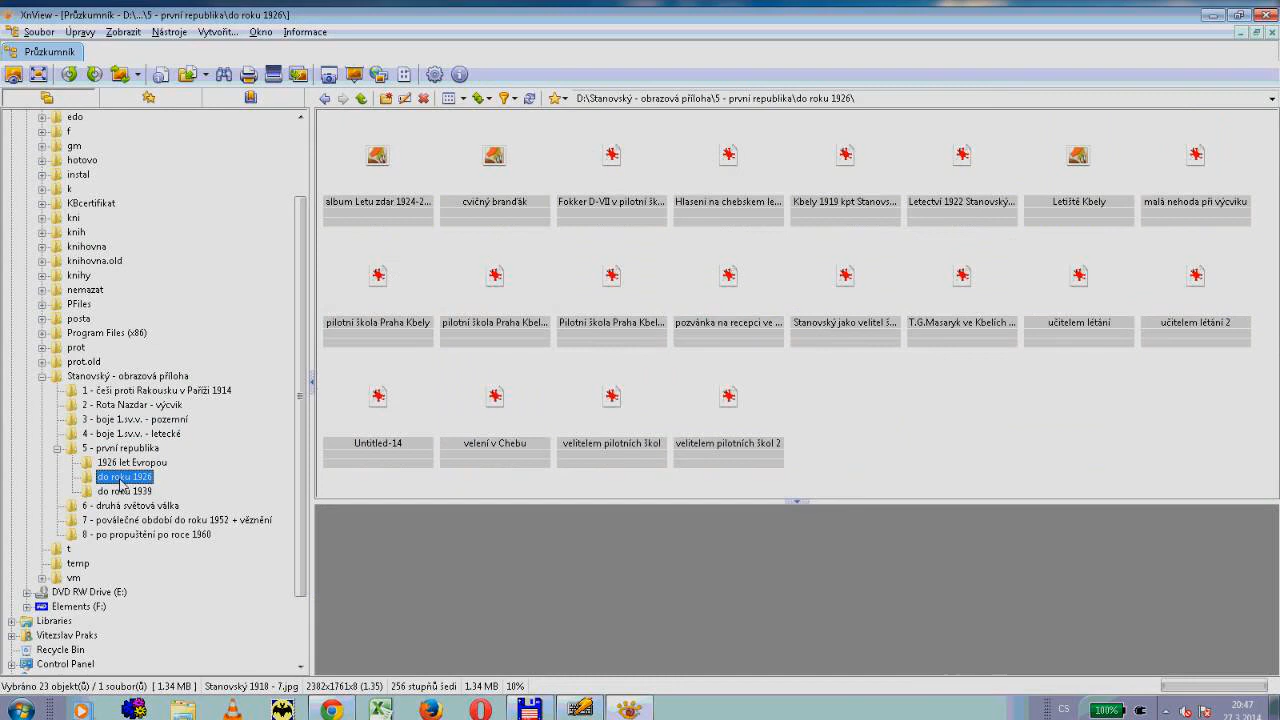 XnView - [Průzkumník - D:\...\5 - první republika\do roku 1926\]
Soubor Úpravy Zobrazit Nástroje Vytvořit... Okno Informace
Průzkumník
D:\Stanovský - obrazová příloha\5 - první republika\do roku 1926\
edo
f
gm
hotovo
instal
k
KBcertifikat
kni
knih
knihovna
knihovna.old
knihy
nemazat
PFiles
posta
Program Files (x86)
prot
prot.old
Stanovský - obrazová příloha
1 - češi proti Rakousku v Paříži 1914
2 - Rota Nazdar - výcvik
3 - boje 1.sv.v. - pozemní
4 - boje 1.sv.v. - letecké
5 - první republika
1926 let Evropou
do roku 1926
do roku 1939
6 - druhá světová válka
7 - poválečné období do roku 1952 + věznění
8 - po propuštění po roce 1960
t
temp
vm
DVD RW Drive (E:)
Elements (F:)
Libraries
Vitezslav Praks
Recycle Bin
Control Panel
album Letu zdar 1924-2... cvičný branďák Fokker D-VII v pilotní šk... Hlaseni na chebskem le... Kbely 1919 kpt Stanovs... Letectví 1922 Stanovský... Letiště Kbely malá nehoda při výcviku
pilotní škola Praha Kbely pilotní škola Praha Kbel... Pilotní škola Praha Kbel... pozvánka na recepci ve ... Stanovský jako velitel š... T.G.Masaryk ve Kbelích ... učitelem létání učitelem létání 2
Untitled-14 velení v Chebu velitelem pilotních škol velitelem pilotních škol 2
Vybráno 23 objekt(ů) / 1 soubor(ů) [ 1.34 MB ] Stanovský 1918 - 7.jpg 2382x1761x8 (1.35) 256 stupňů šedi 1.34 MB 10%
CS 100% 20:47
27.3.2014